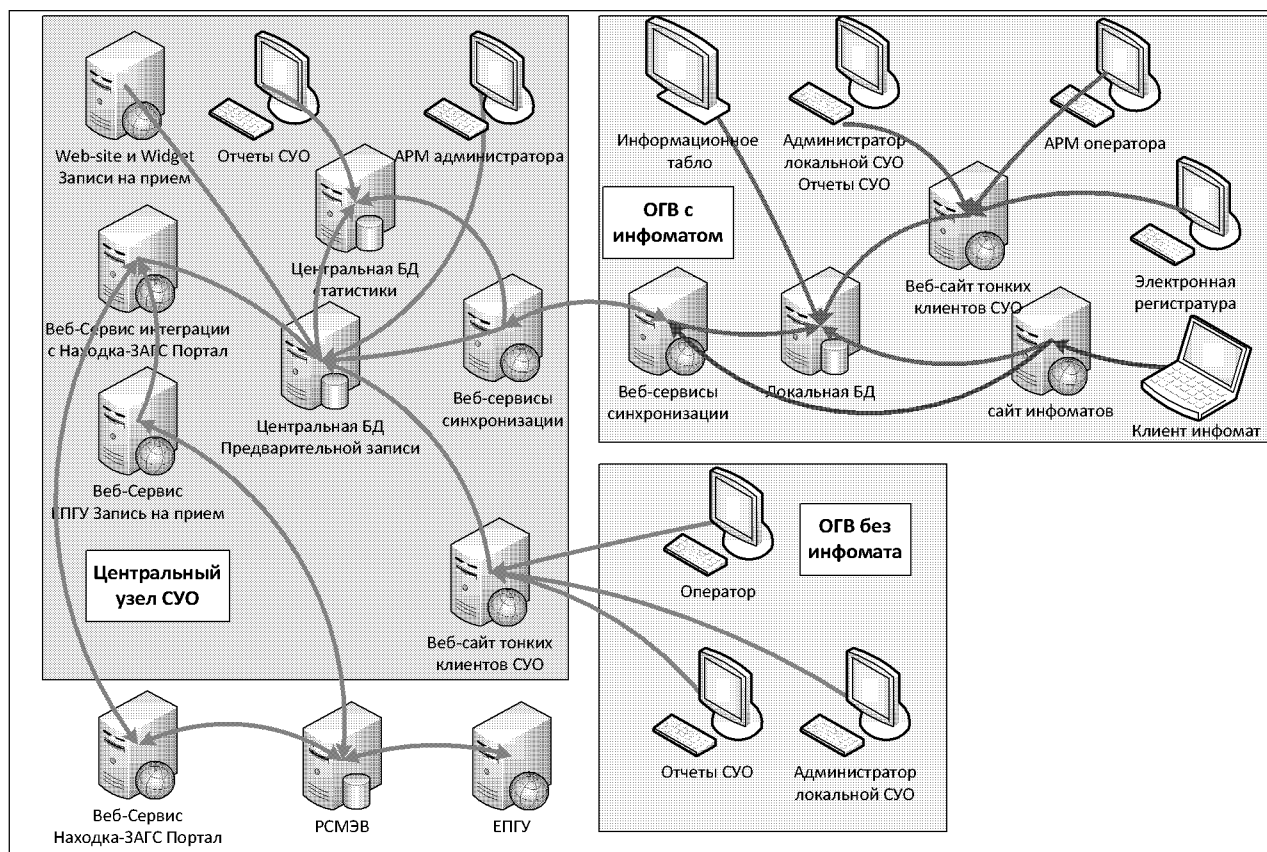 Web-site и Widget
Записи на прием
Отчеты СУО
АРМ администратора
Центральная БД
статистики
Веб-Сервис интеграции
с Находка-ЗАГС Портал
Центральная БД
Предварительной записи
Веб-сервисы
синхронизации
Веб-Сервис
ЕПГУ Запись на прием
Центральный
узел СУО
Веб-сайт тонких
клиентов СУО
Веб-Сервис
Находка-ЗАГС Портал
РСМЭВ
ЕПГУ
Информационное
табло
Администратор
локальной СУО
Отчеты СУО
АРМ оператора
ОГВ с
инфоматом
Веб-сайт тонких
клиентов СУО
Электронная
регистратура
Веб-сервисы
синхронизации
Локальная БД
сайт инфоматов
Клиент инфомат
ОГВ без
инфомата
Оператор
Отчеты СУО
Администратор
локальной СУО